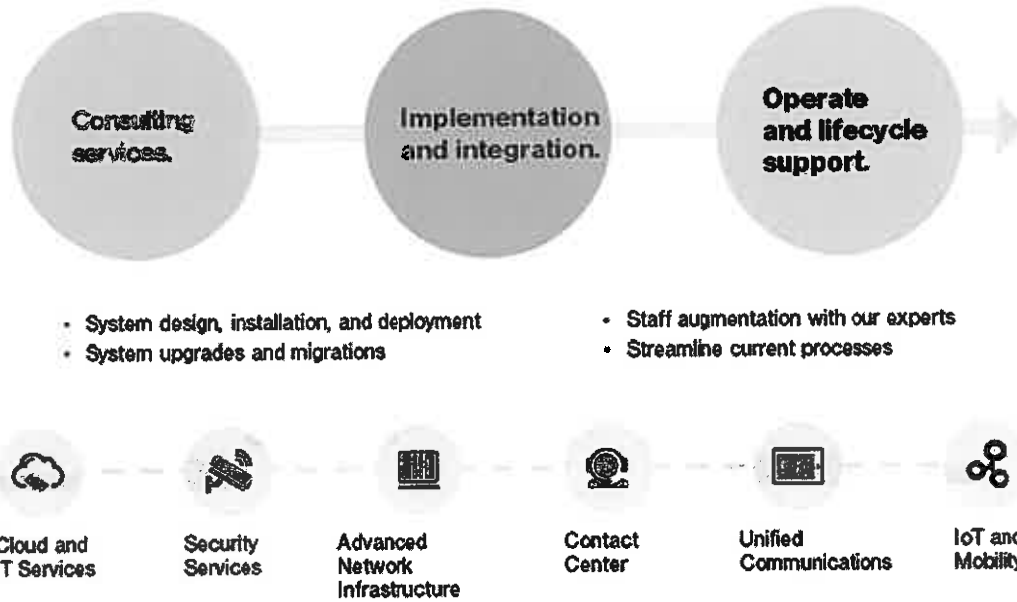 Consulting
services.
Implementation
and integration.
Operate
and lifecycle
support.
• System design, installation, and deployment
• System upgrades and migrations
• Staff augmentation with our experts
• Streamline current processes
Cloud and
IT Services
Security
Services
Advanced
Network
Infrastructure
Contact
Center
Unified
Communications
IoT and
Mobility